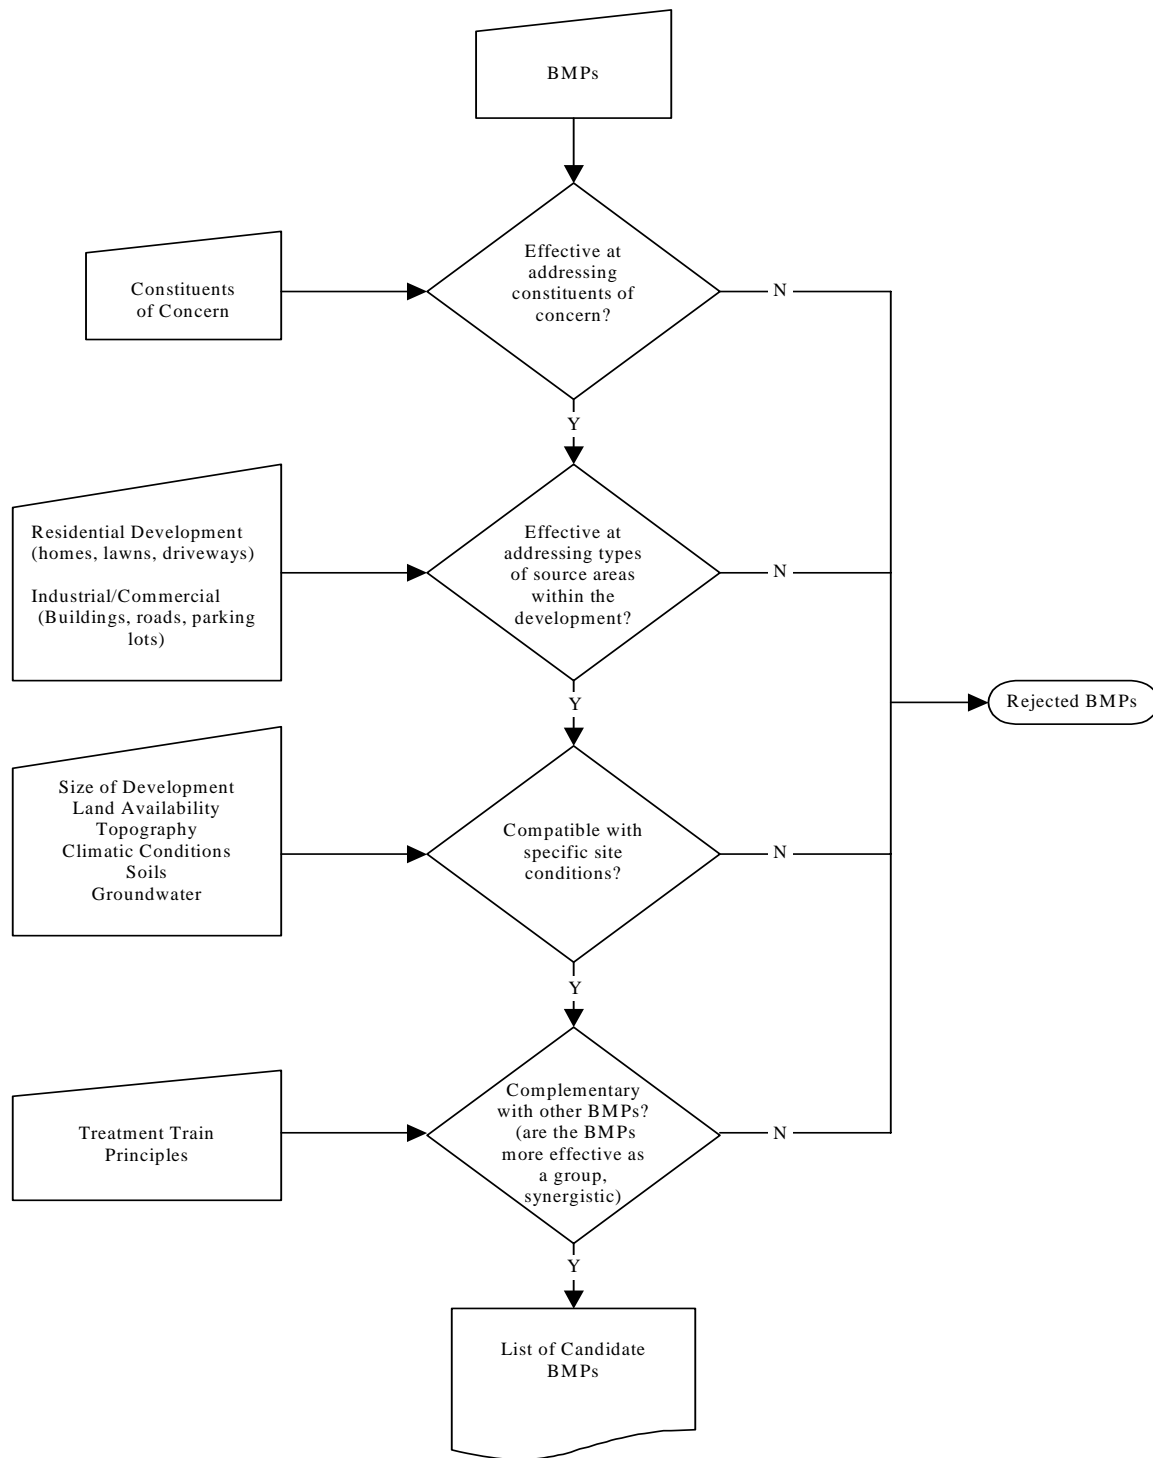 BMPs
Effective at
addressing
constituents of
concern?
Constituents
of Concern
N
Y
Residential Development
(homes, lawns, driveways)
Industrial/Commercial
(Buildings, roads, parking
lots)
Effective at
addressing types
of source areas
within the
development?
N
Y
Rejected BMPs
Size of Development
Land Availability
Topography
Climatic Conditions
Soils
Groundwater
Compatible with
specific site
conditions?
N
Y
Treatment Train
Principles
Complementary
with other BMPs?
(are the BMPs
more effective as
a group,
synergistic)
N
Y
List of Candidate
BMPs